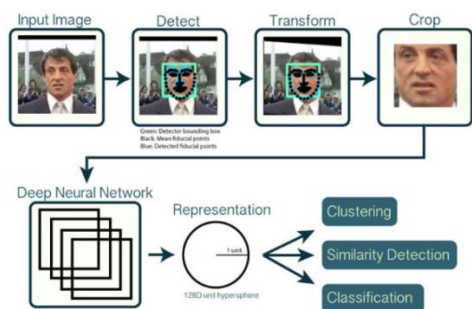 Input Image
Detect
Transform
Crop
Green: Detector bounding box
Black: Mean fiducial points
Blue: Detected fiducial points
Deep Neural Network
Representation
1 unit
128D unit hypersphere
Clustering
Similarity Detection
Classification